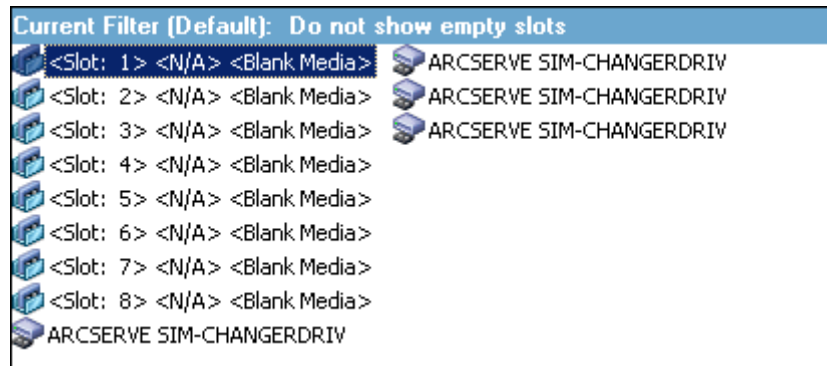 Current Filter (Default):  Do not show empty slots
<Slot:  1> <N/A> <Blank Media>
<Slot:  2> <N/A> <Blank Media>
<Slot:  3> <N/A> <Blank Media>
<Slot:  4> <N/A> <Blank Media>
<Slot:  5> <N/A> <Blank Media>
<Slot:  6> <N/A> <Blank Media>
<Slot:  7> <N/A> <Blank Media>
<Slot:  8> <N/A> <Blank Media>
ARCSERVE SIM-CHANGERDRIV
ARCSERVE SIM-CHANGERDRIV
ARCSERVE SIM-CHANGERDRIV
ARCSERVE SIM-CHANGERDRIV